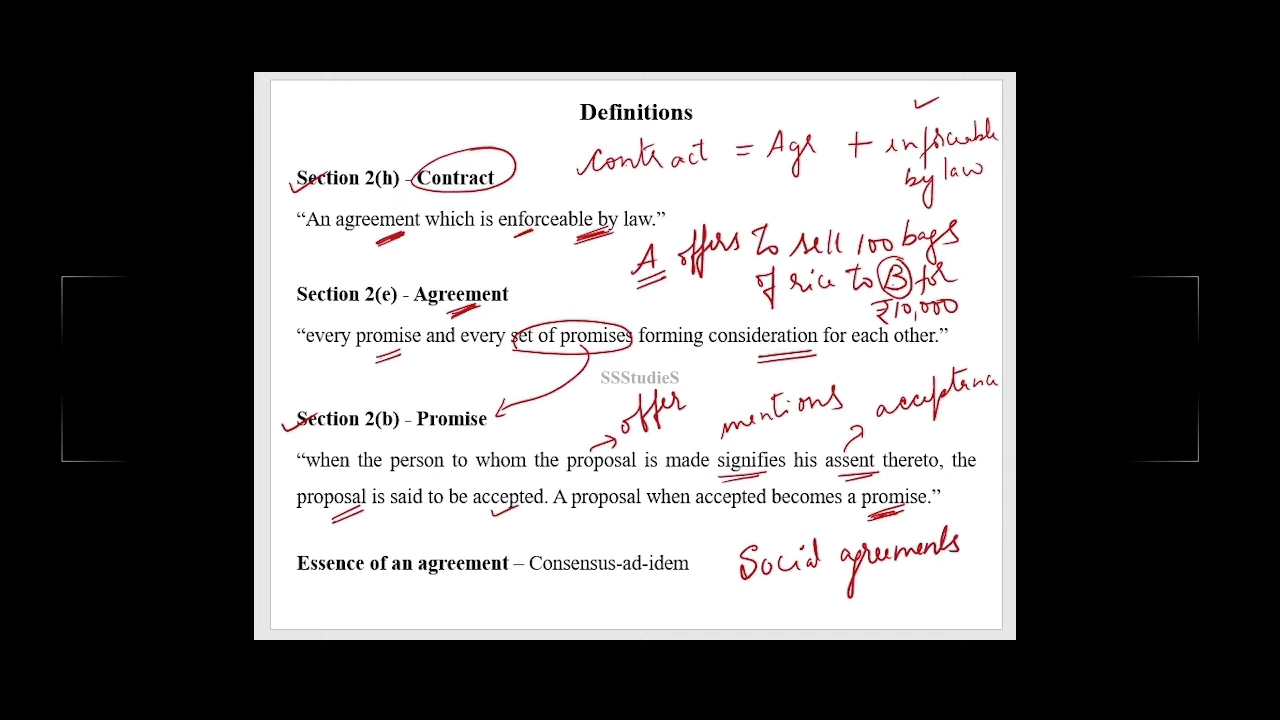 Definitions
contract = Agr + enforceable
by law
Section 2(h) - Contract
“An agreement which is enforceable by law.”
A offers to sell 100 bags
of rice to B for
₹10,000
Section 2(e) - Agreement
“every promise and every set of promises forming consideration for each other.”
SSStudieS
offer mentions acceptance
Section 2(b) - Promise
“when the person to whom the proposal is made signifies his assent thereto, the
proposal is said to be accepted. A proposal when accepted becomes a promise.”
Essence of an agreement – Consensus-ad-idem
Social agreements